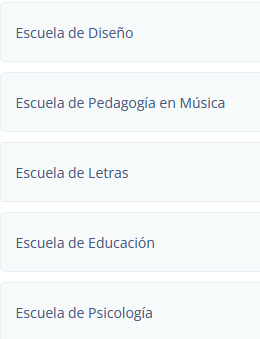 Escuela de Diseño
Escuela de Pedagogía en Música
Escuela de Letras
Escuela de Educación
Escuela de Psicología